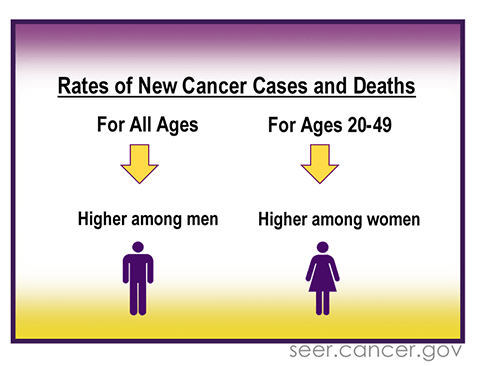 Rates of New Cancer Cases and Deaths
For All Ages
For Ages 20-49
Higher among men
Higher among women
seer.cancer.gov